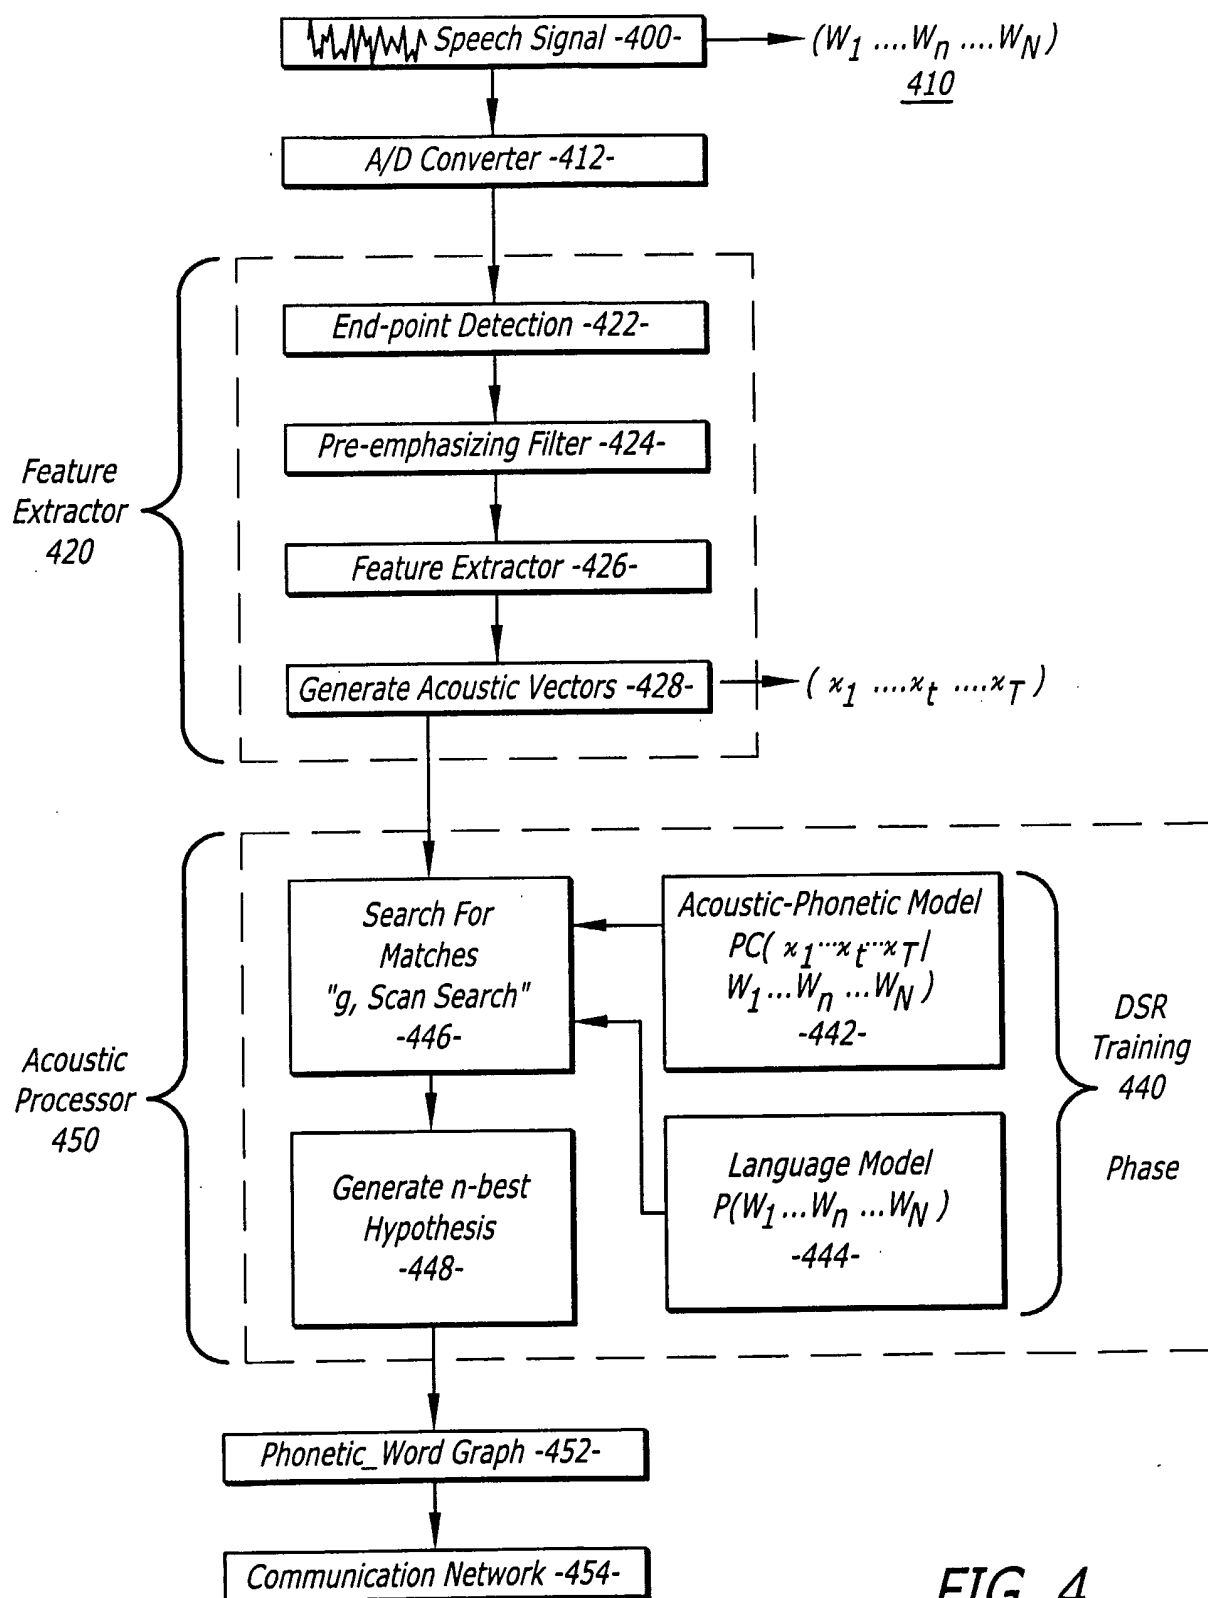 Speech Signal -400-
(W1 ....Wn ....WN)
410
A/D Converter -412-
End-point Detection -422-
Pre-emphasizing Filter -424-
Feature
Extractor
420
Feature Extractor -426-
Generate Acoustic Vectors -428-
( x1 ....xt ....xT )
Search For
Matches
"g, Scan Search"
-446-
Acoustic-Phonetic Model
PC( x1...xt...xT/
W1...Wn ...WN )
-442-
DSR
Training
440
Phase
Acoustic
Processor
450
Generate n-best
Hypothesis
-448-
Language Model
P(W1...Wn ...WN )
-444-
Phonetic_Word Graph -452-
Communication Network -454-
FIG. 4